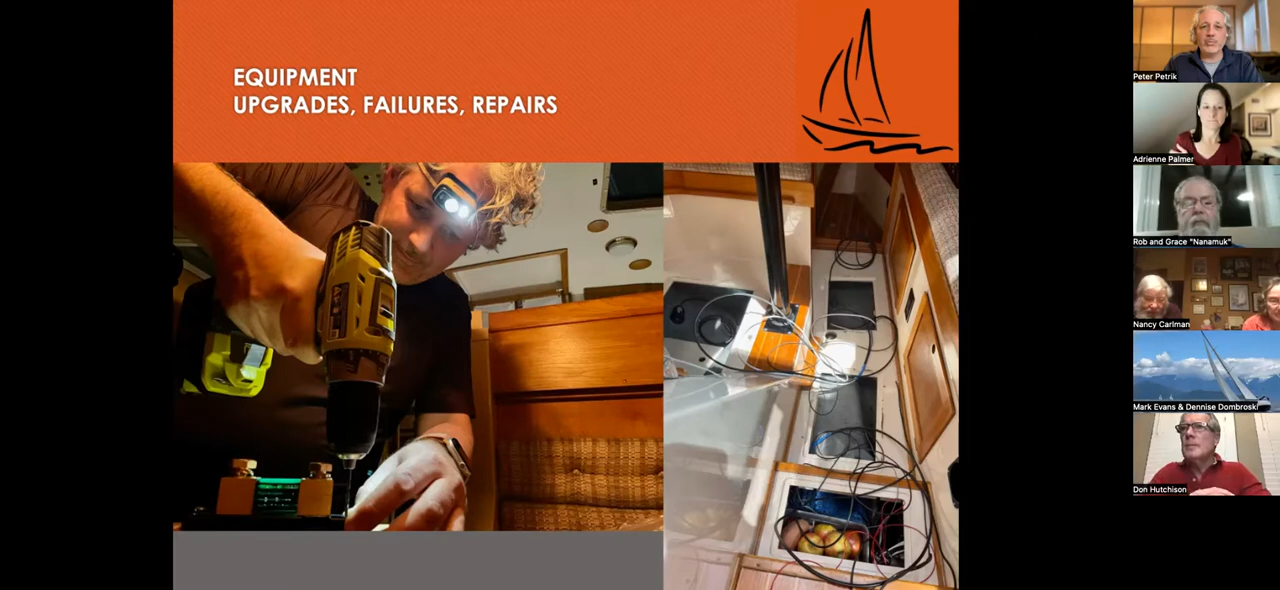 EQUIPMENT
UPGRADES, FAILURES, REPAIRS
Peter Petrik
Adrienne Palmer
Rob and Grace "Nanamuk"
Nancy Carlman
Mark Evans & Dennise Dombroski
Don Hutchison